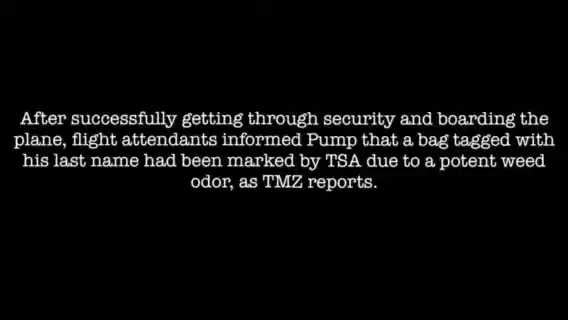 After successfully getting through security and boarding the
plane, flight attendants informed Pump that a bag tagged with
his last name had been marked by TSA due to a potent weed
odor, as TMZ reports.